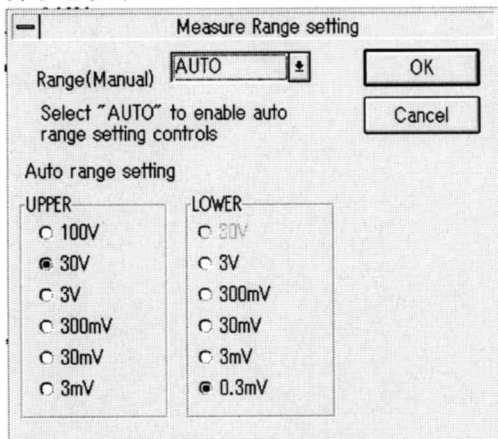 Measure Range setting
Range(Manual)
AUTO
OK
Select "AUTO" to enable auto
range setting controls
Cancel
Auto range setting
UPPER
100V
30V
3V
300mV
30mV
3mV
LOWER
30V
3V
300mV
30mV
3mV
0.3mV